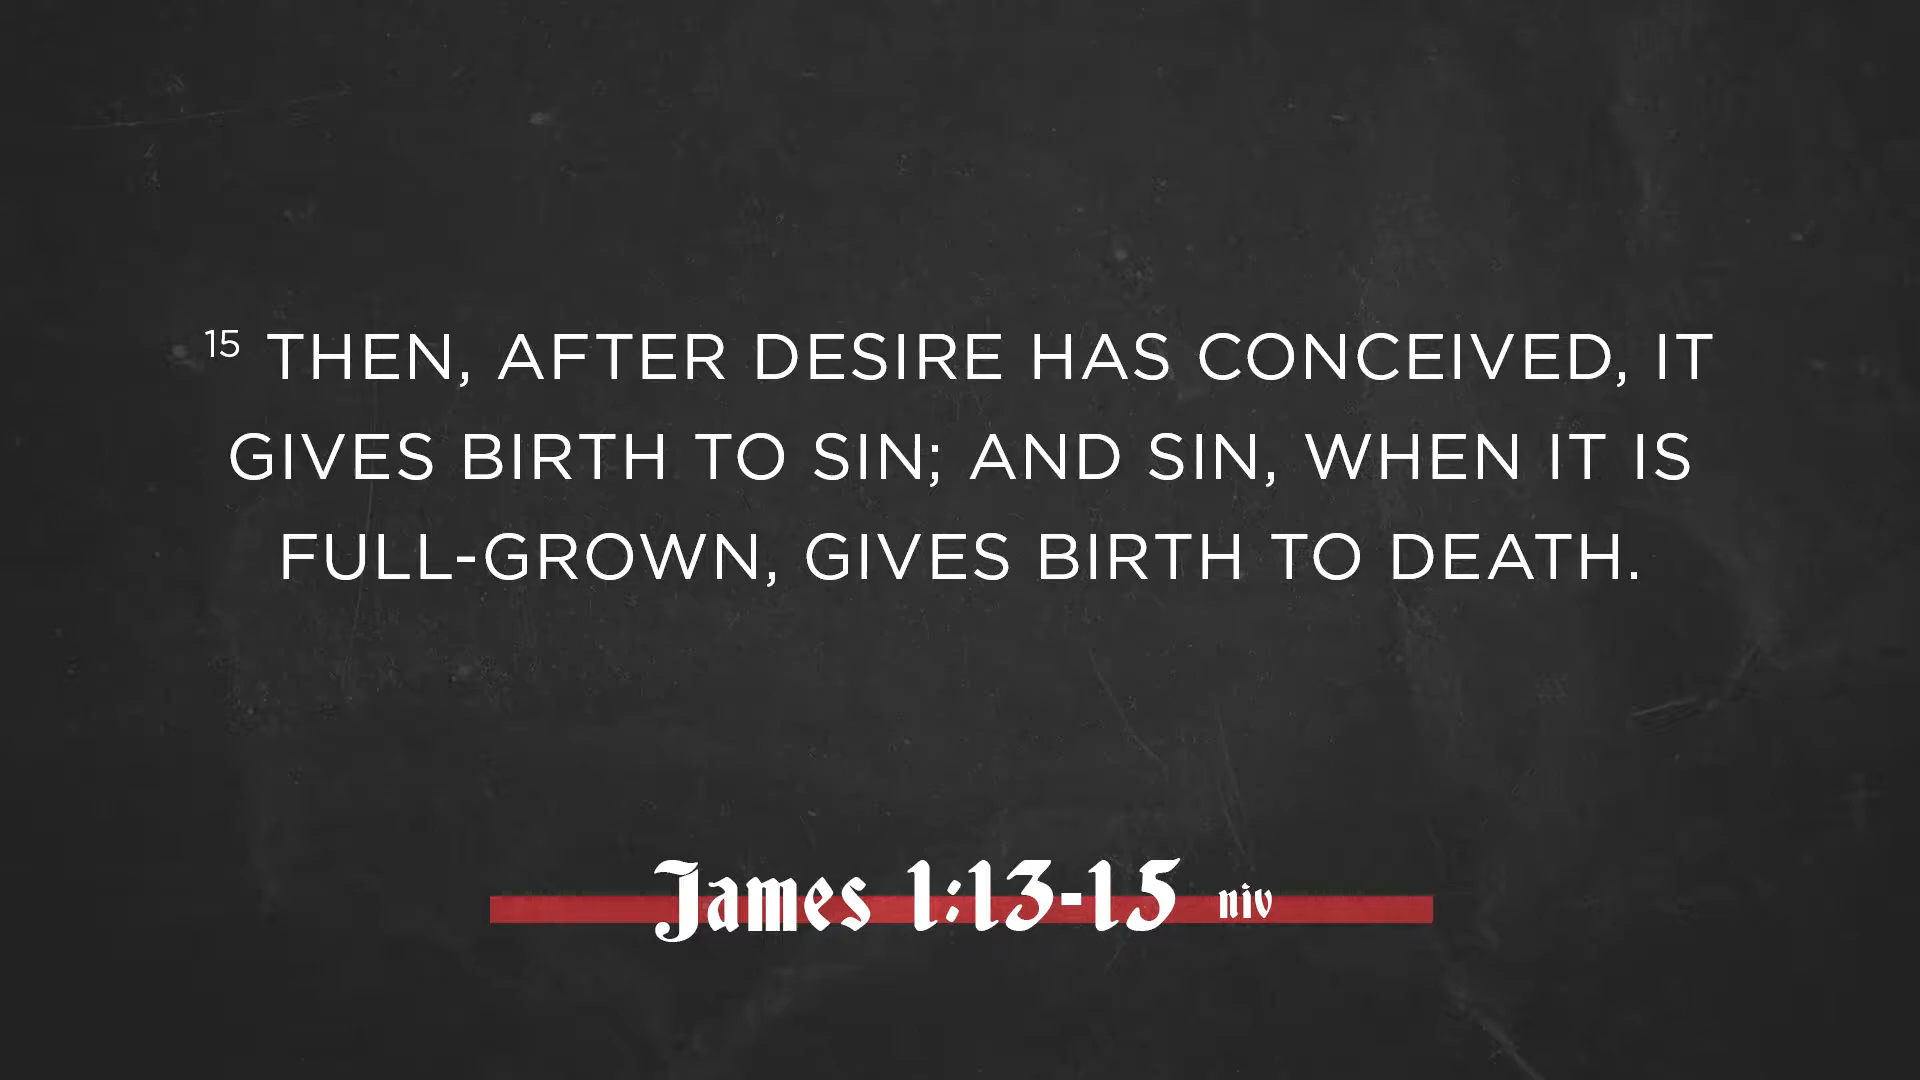 15 THEN, AFTER DESIRE HAS CONCEIVED, IT
GIVES BIRTH TO SIN; AND SIN, WHEN IT IS
FULL-GROWN, GIVES BIRTH TO DEATH.
James 1:13-15 niv